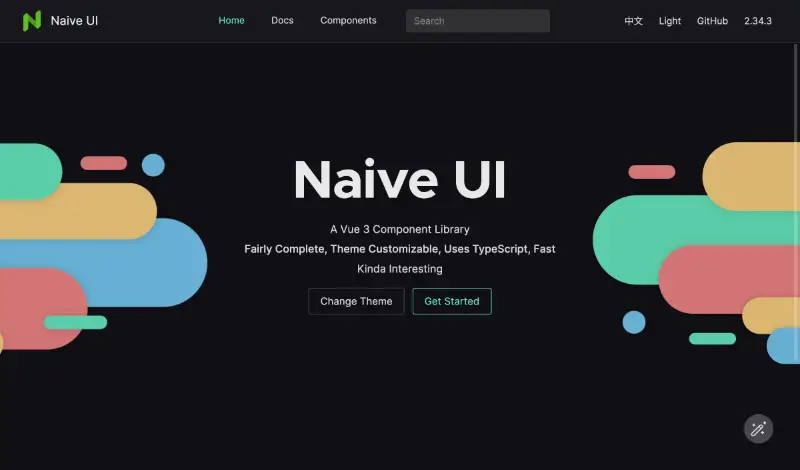 Naive UI
Home
Docs
Components
Search
中文
Light
GitHub
2.34.3
Naive UI
A Vue 3 Component Library
Fairly Complete, Theme Customizable, Uses TypeScript, Fast
Kinda Interesting
Change Theme
Get Started